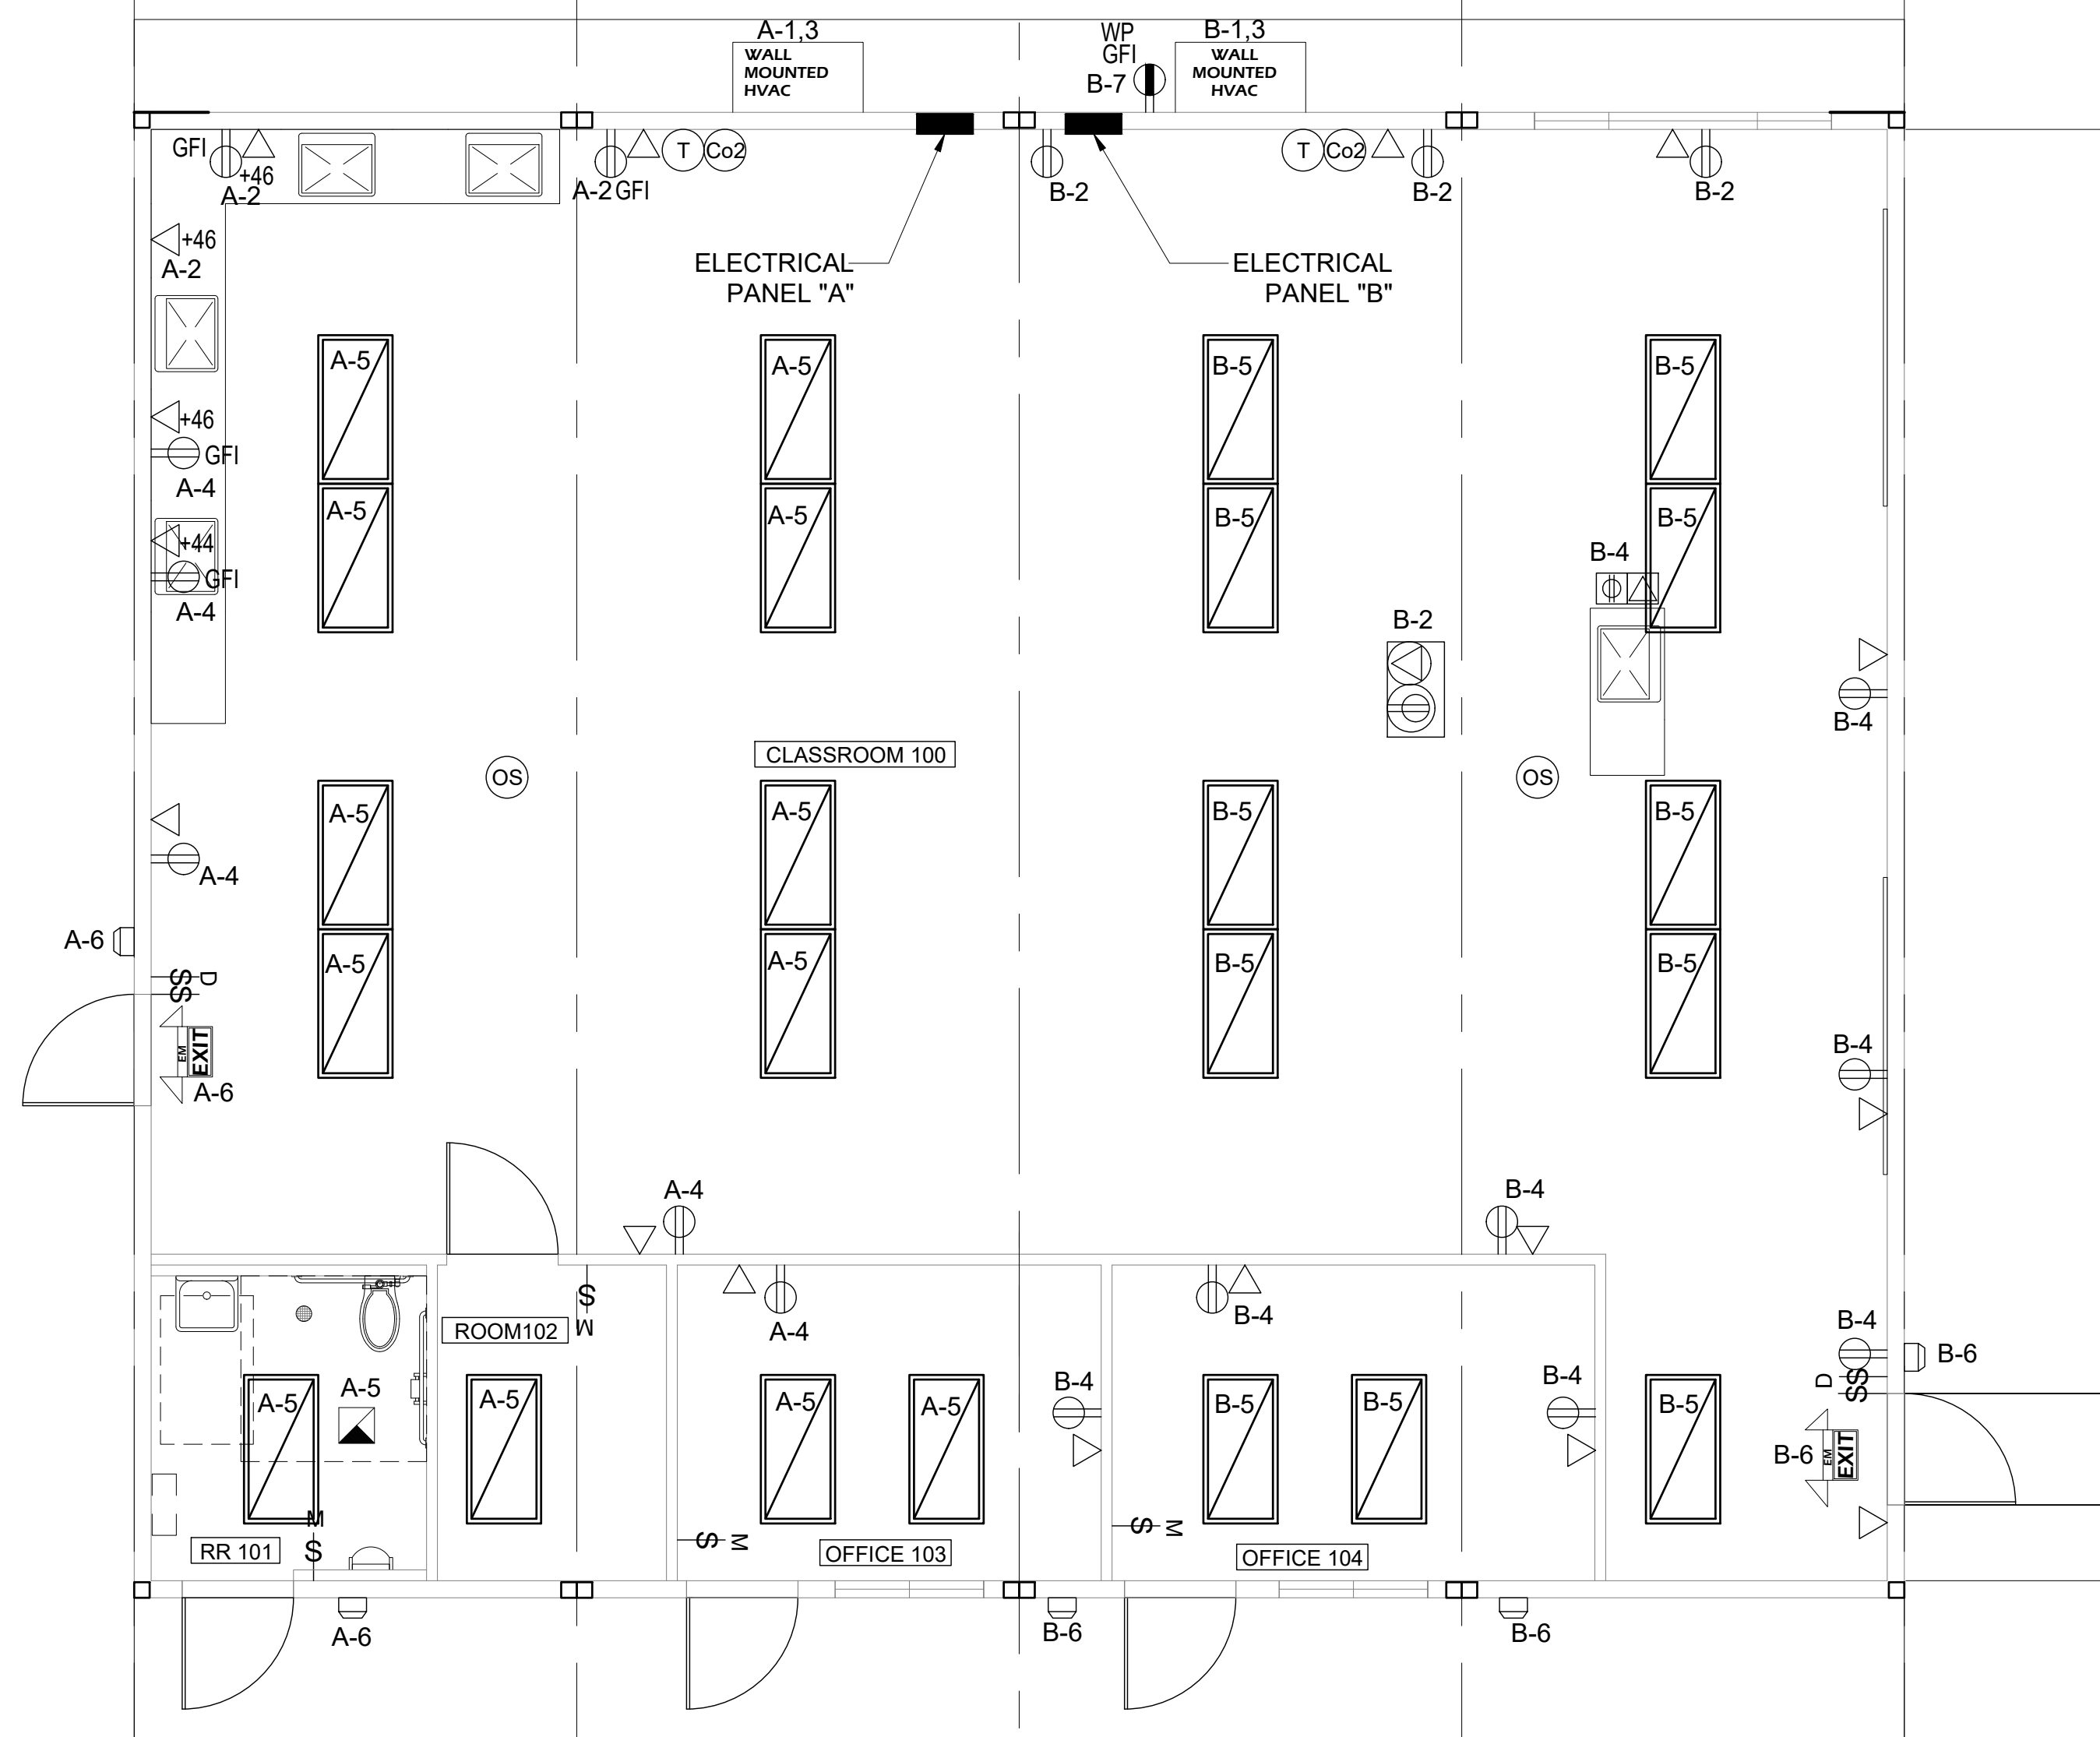 A-1,3
WALL
MOUNTED
HVAC
WP
GFI
B-7
B-1,3
WALL
MOUNTED
HVAC
GFI
+46
A-2
A-2 GFI
T
Co2
B-2
T
Co2
B-2
B-2
+46
A-2
ELECTRICAL
PANEL "A"
ELECTRICAL
PANEL "B"
A-5
A-5
B-5
B-5
+46
GFI
A-4
A-5
A-5
B-5
B-5
+44
GFI
A-4
B-4
B-2
B-4
CLASSROOM 100
OS
OS
A-5
A-5
B-5
B-5
A-4
A-6
A-5
A-5
B-5
B-5
SS
D
EM
EXIT
A-6
B-4
A-4
B-4
S
M
ROOM102
A-4
B-4
B-4
B-6
SS
D
A-5
A-5
A-5
A-5
A-5
B-4
B-5
B-5
B-4
B-5
B-6
EM
EXIT
M
S
RR 101
S
M
OFFICE 103
S
M
OFFICE 104
A-6
B-6
B-6